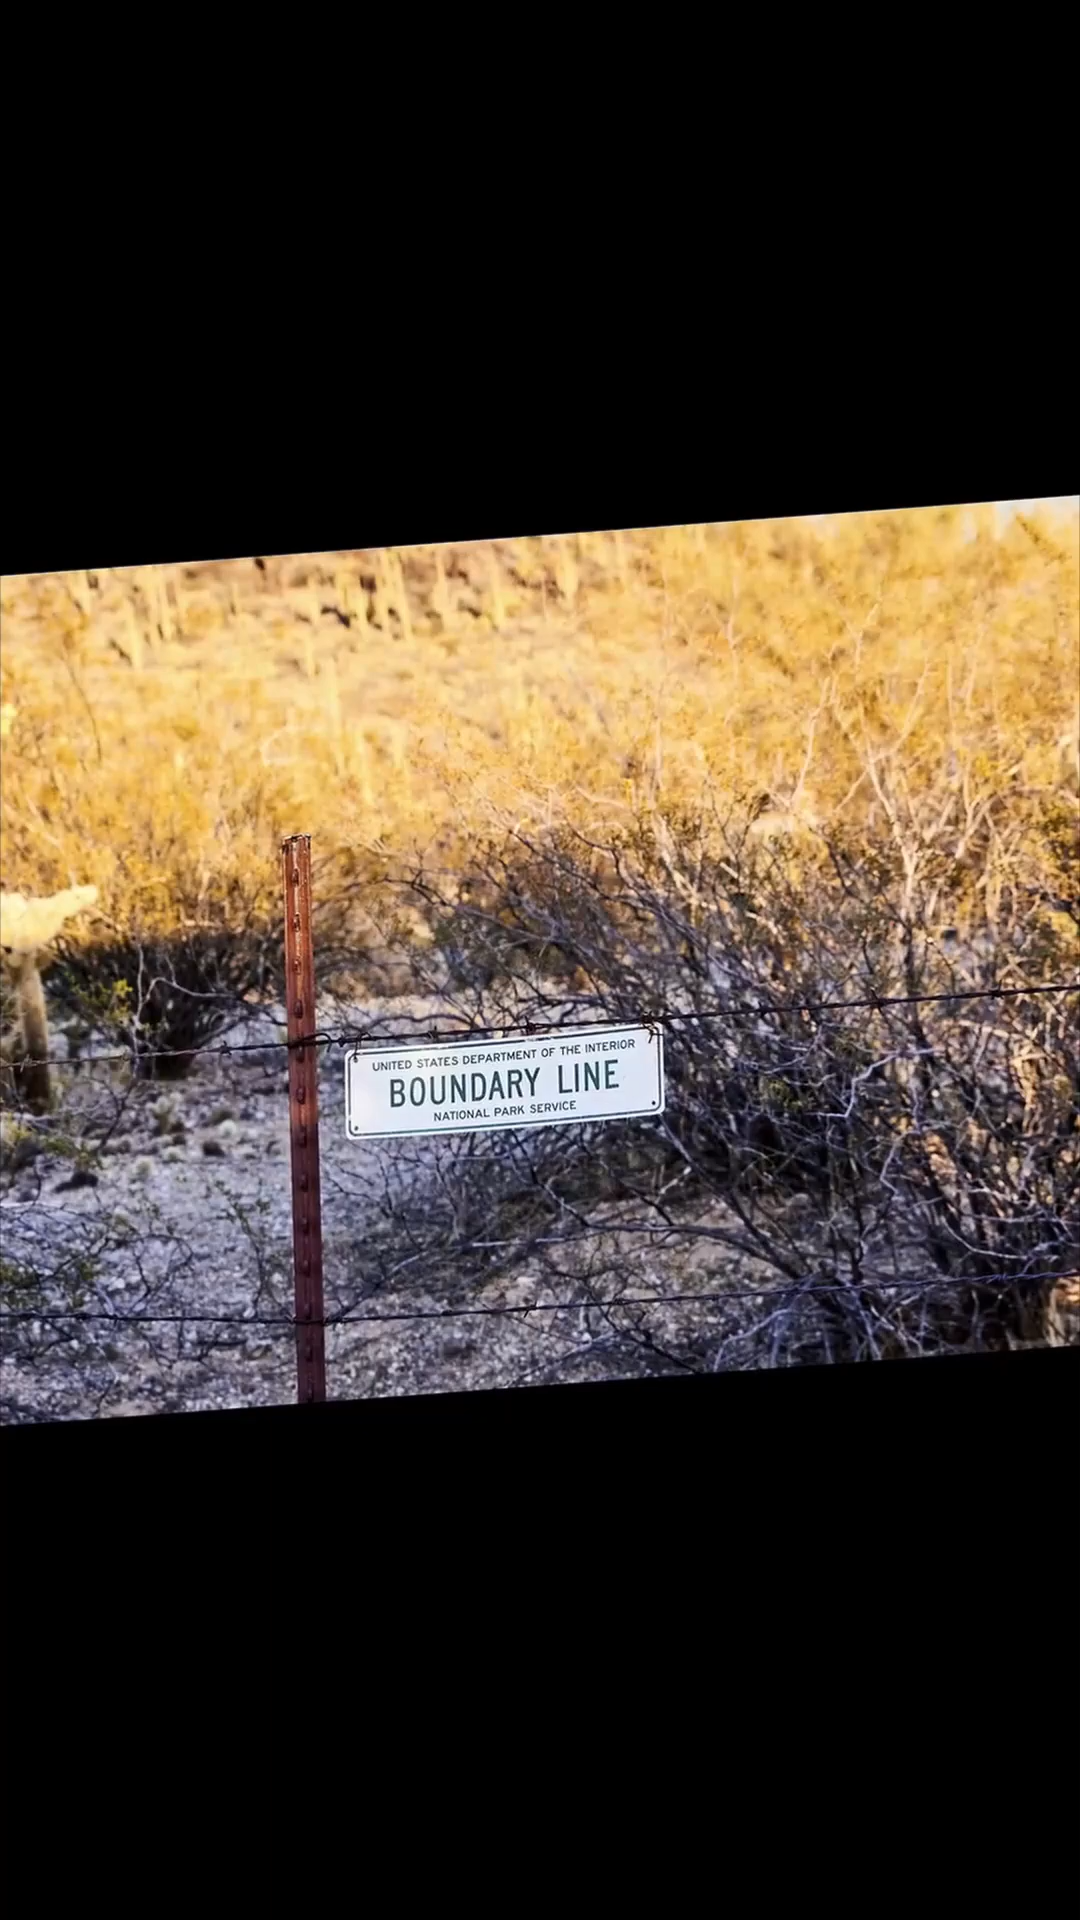 UNITED STATES DEPARTMENT OF THE INTERIOR
BOUNDARY LINE
NATIONAL PARK SERVICE